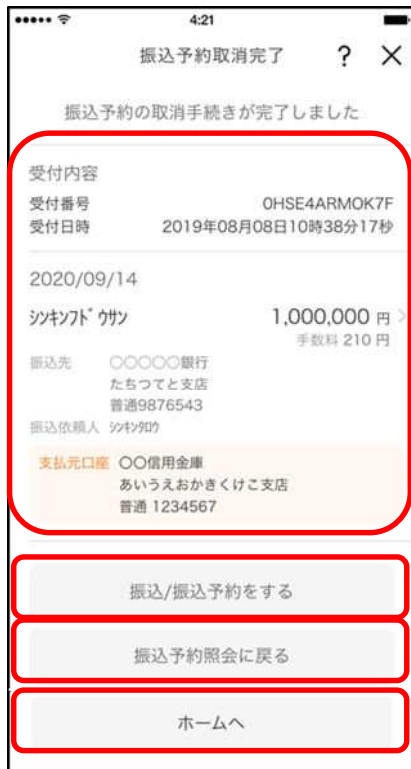 4:21
振込予約取消完了 ?
振込予約の取消手続きが完了しました
受付内容
受付番号 0HSE4ARMOK7F
受付日時 2019年08月08日10時38分17秒
2020/09/14
ｼﾝｷﾝﾌﾄﾞｳｻﾝ 1,000,000 円
手数料 210 円
振込先 ○○○○○銀行
たちつてと支店
普通9876543
振込依頼人 ｼﾝｷﾝﾀﾛｳ
支払元口座 ○○信用金庫
あいうえおかきくけこ支店
普通 1234567
振込/振込予約をする
振込予約照会に戻る
ホームへ